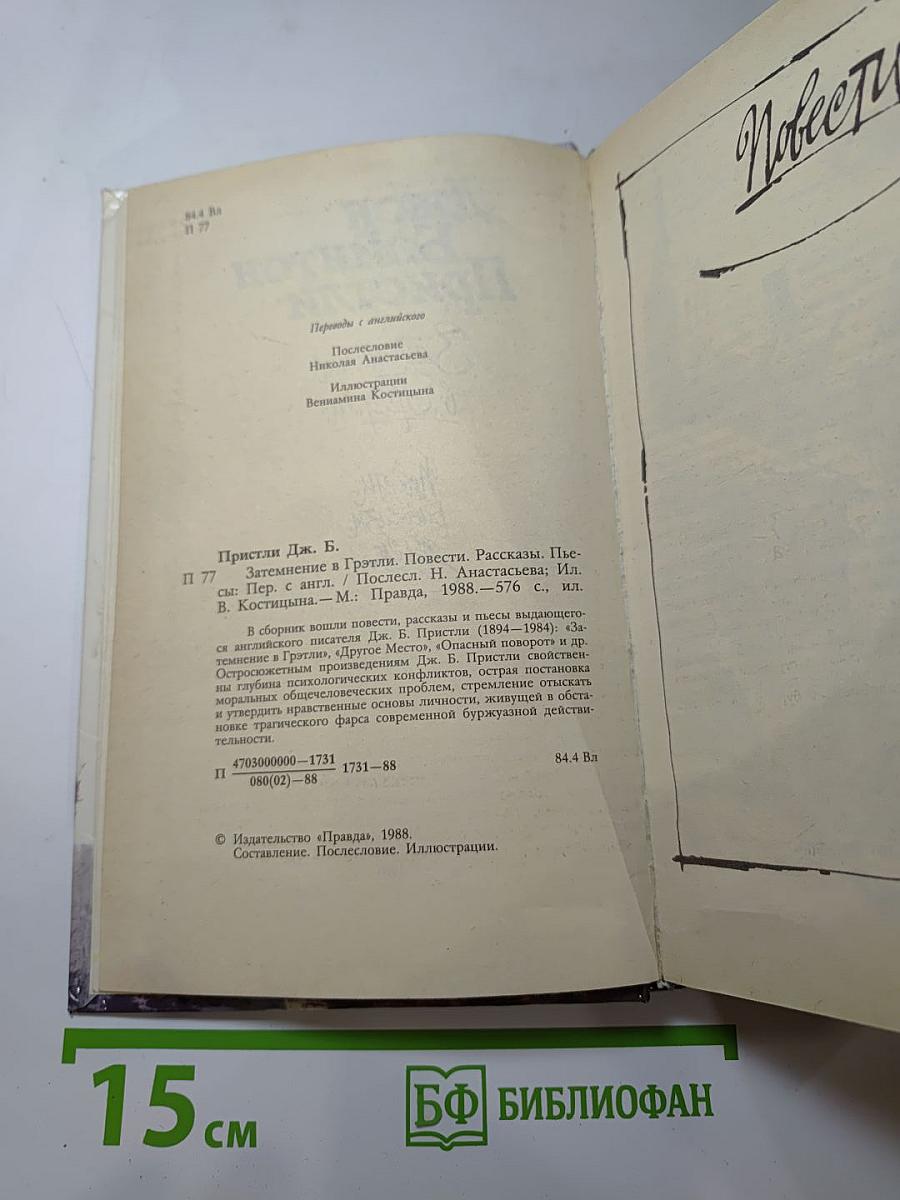 84.4 Вл
П 77
Переводы с английского
Послесловие
Николая Анастасьева
Иллюстрации
Вениамина Костицына
Пристли Дж. Б.
П 77 Затемнение в Грэтли. Повести. Рассказы. Пье-
сы: Пер. с англ. / Послесл. Н. Анастасьева; Ил.
В. Костицына.— М.: Правда, 1988.—576 с., ил.
В сборник вошли повести, рассказы и пьесы выдающего-
ся английского писателя Дж. Б. Пристли (1894—1984): «За-
темнение в Грэтли», «Другое Место», «Опасный поворот» и др.
Остросюжетным произведениям Дж. Б. Пристли свойствен-
ны глубина психологических конфликтов, острая постановка
моральных общечеловеческих проблем, стремление отыскать
и утвердить нравственные основы личности, живущей в обста-
новке трагического фарса современной буржуазной действи-
тельности.
П 4703000000—1731
080(02)—88
1731—88
84.4 Вл
© Издательство «Правда», 1988.
Составление. Послесловие. Иллюстрации.
Повести
15 см
БФ БИБЛИОФАН